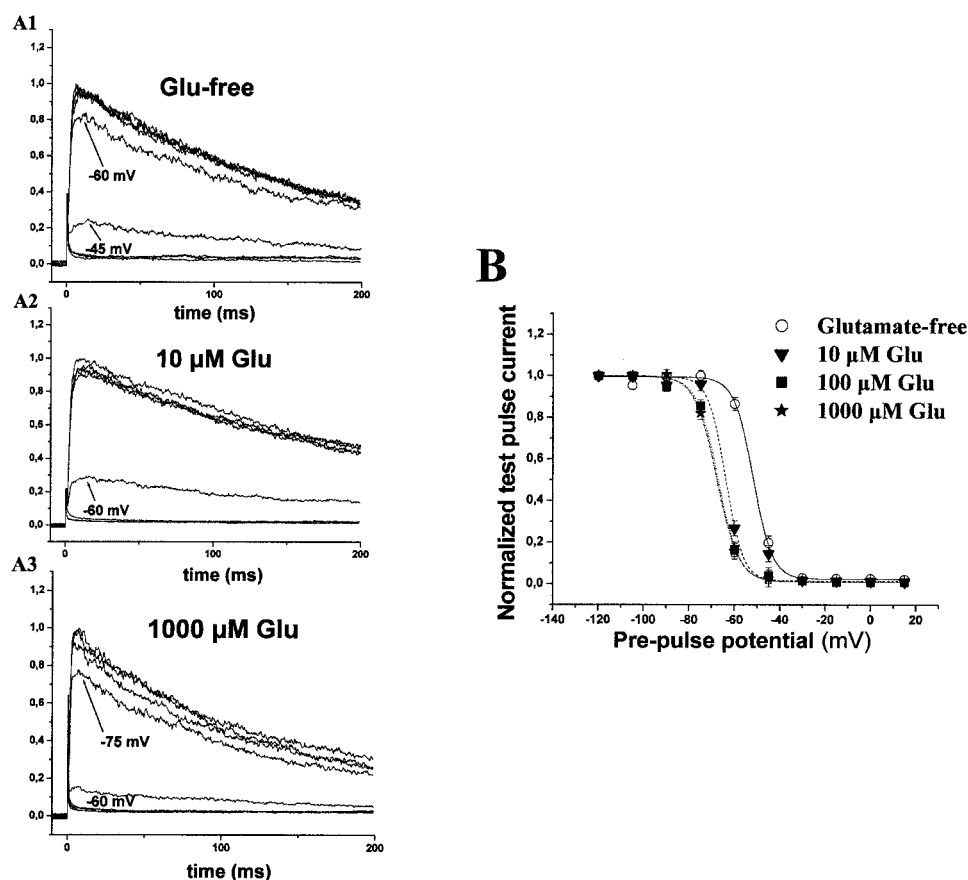 A1
1,2
1,0
0,8
0,6
0,4
0,2
0,0
Glu-free
-60 mV
-45 mV
0
100
200
time (ms)
A2
1,2
1,0
0,8
0,6
0,4
0,2
0,0
10 µM Glu
-60 mV
0
100
200
time (ms)
A3
1,2
1,0
0,8
0,6
0,4
0,2
0,0
1000 µM Glu
-75 mV
-60 mV
0
200
time (ms)
B
Normalized test pulse current
1,2
1,0
0,8
0,6
0,4
0,2
0,0
Glutamate-free
10 µM Glu
100 µM Glu
1000 µM Glu
-140 -120 -100 -80 -60 -40 -20 0 20
Pre-pulse potential (mV)